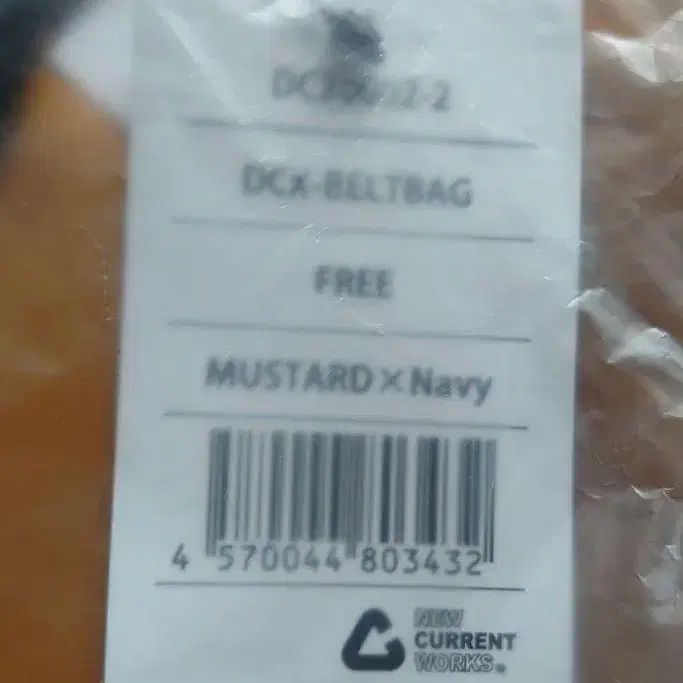 DCX-BELTBAG
FREE
MUSTARD×Navy
4 570044 803432
NEW
CURRENT
WORKS.